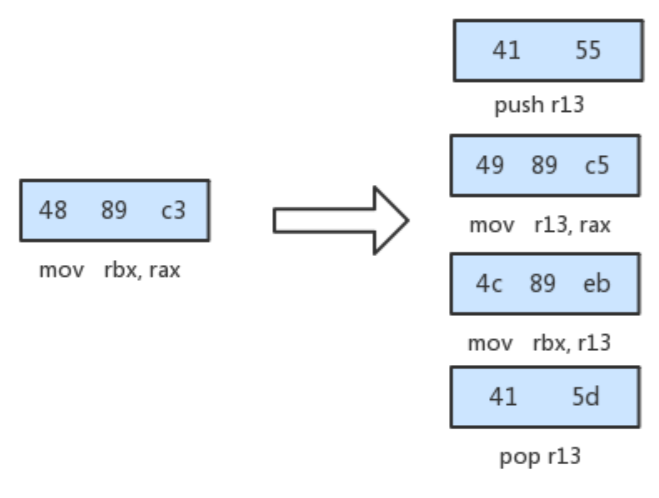 48 89 c3
mov rbx, rax
41 55
push r13
49 89 c5
mov r13, rax
4c 89 eb
mov rbx, r13
41 5d
pop r13